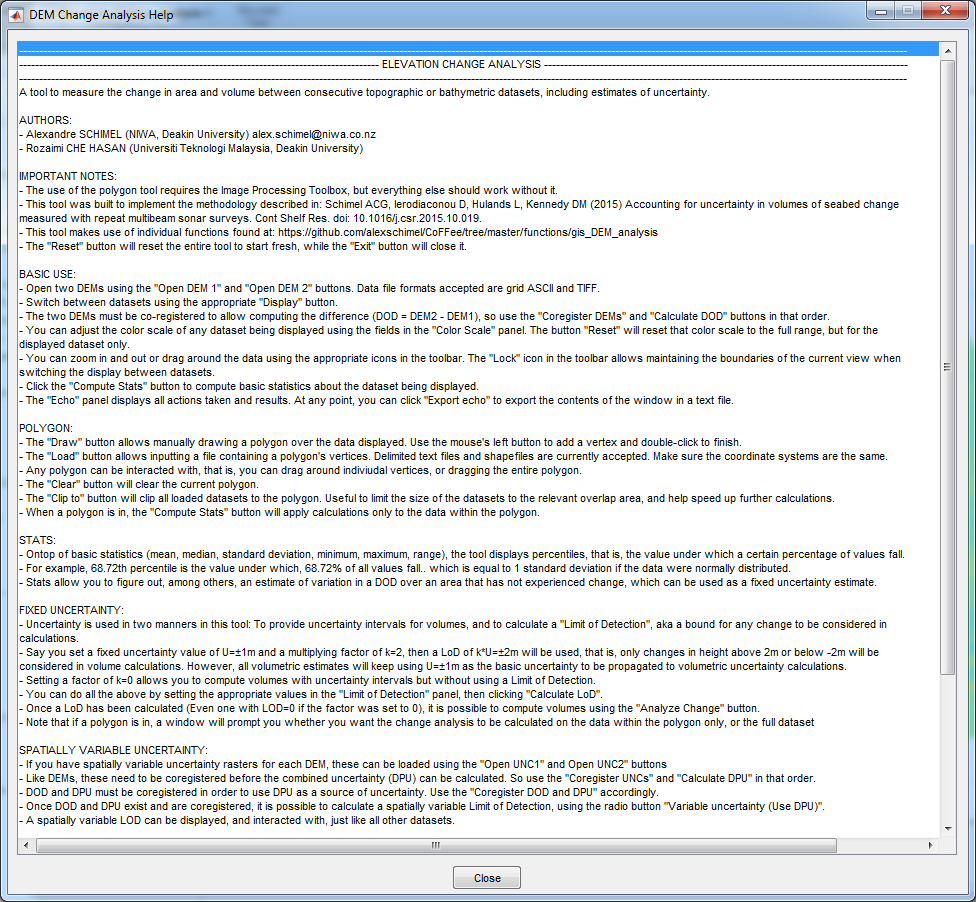 DEM Change Analysis Help
------------------------------------------------------------------------------------------------------------------------
------------------------------------------------ ELEVATION CHANGE ANALYSIS ------------------------------------------------
------------------------------------------------------------------------------------------------------------------------
A tool to measure the change in area and volume between consecutive topographic or bathymetric datasets, including estimates of uncertainty.
AUTHORS:
- Alexandre SCHIMEL (NIWA, Deakin University) alex.schimel@niwa.co.nz
- Rozaimi CHE HASAN (Universiti Teknologi Malaysia, Deakin University)
IMPORTANT NOTES:
- The use of the polygon tool requires the Image Processing Toolbox, but everything else should work without it.
- This tool was built to implement the methodology described in: Schimel ACG, Ierodiaconou D, Hulands L, Kennedy DM (2015) Accounting for uncertainty in volumes of seabed change
measured with repeat multibeam sonar surveys. Cont Shelf Res. doi: 10.1016/j.csr.2015.10.019.
- This tool makes use of individual functions found at: https://github.com/alexschimel/CoFFee/tree/master/functions/gis_DEM_analysis
- The "Reset" button will reset the entire tool to start fresh, while the "Exit" button will close it.
BASIC USE:
- Open two DEMs using the "Open DEM 1" and "Open DEM 2" buttons. Data file formats accepted are grid ASCII and TIFF.
- Switch between datasets using the appropriate "Display" button.
- The two DEMs must be co-registered to allow computing the difference (DOD = DEM2 - DEM1), so use the "Coregister DEMs" and "Calculate DOD" buttons in that order.
- You can adjust the color scale of any dataset being displayed using the fields in the "Color Scale" panel. The button "Reset" will reset that color scale to the full range, but for the
displayed dataset only.
- You can zoom in and out or drag around the data using the appropriate icons in the toolbar. The "Lock" icon in the toolbar allows maintaining the boundaries of the current view when
switching the display between datasets.
- Click the "Compute Stats" button to compute basic statistics about the dataset being displayed.
- The "Echo" panel displays all actions taken and results. At any point, you can click "Export echo" to export the contents of the window in a text file.
POLYGON:
- The "Draw" button allows manually drawing a polygon over the data displayed. Use the mouse's left button to add a vertex and double-click to finish.
- The "Load" button allows inputting a file containing a polygon's vertices. Delimited text files and shapefiles are currently accepted. Make sure the coordinate systems are the same.
- Any polygon can be interacted with, that is, you can drag around indiviudal vertices, or dragging the entire polygon.
- The "Clear" button will clear the current polygon.
- The "Clip to" button will clip all loaded datasets to the polygon. Useful to limit the size of the datasets to the relevant overlap area, and help speed up further calculations.
- When a polygon is in, the "Compute Stats" button will apply calculations only to the data within the polygon.
STATS:
- Ontop of basic statistics (mean, median, standard deviation, minimum, maximum, range), the tool displays percentiles, that is, the value under which a certain percentage of values fall.
- For example, 68.72th percentile is the value under which, 68.72% of all values fall.. which is equal to 1 standard deviation if the data were normally distributed.
- Stats allow you to figure out, among others, an estimate of variation in a DOD over an area that has not experienced change, which can be used as a fixed uncertainty estimate.
FIXED UNCERTAINTY:
- Uncertainty is used in two manners in this tool: To provide uncertainty intervals for volumes, and to calculate a "Limit of Detection", aka a bound for any change to be considered in
calculations.
- Say you set a fixed uncertainty value of U=±1m and a multiplying factor of k=2, then a LoD of k*U=±2m will be used, that is, only changes in height above 2m or below -2m will be
considered in volume calculations. However, all volumetric estimates will keep using U=±1m as the basic uncertainty to be propagated to volumetric uncertainty calculations.
- Setting a factor of k=0 allows you to compute volumes with uncertainty intervals but without using a Limit of Detection.
- You can do all the above by setting the appropriate values in the "Limit of Detection" panel, then clicking "Calculate LoD".
- Once a LoD has been calculated (Even one with LOD=0 if the factor was set to 0), it is possible to compute volumes using the "Analyze Change" button.
- Note that if a polygon is in, a window will prompt you whether you want the change analysis to be calculated on the data within the polygon only, or the full dataset
SPATIALLY VARIABLE UNCERTAINTY:
- If you have spatially variable uncertainty rasters for each DEM, these can be loaded using the "Open UNC1" and Open UNC2" buttons
- Like DEMs, these need to be coregistered before the combined uncertainty (DPU) can be calculated. So use the "Coregister UNCs" and "Calculate DPU" in that order.
- DOD and DPU must be coregistered in order to use DPU as a source of uncertainty. Use the "Coregister DOD and DPU" accordingly.
- Once DOD and DPU exist and are coregistered, it is possible to calculate a spatially variable Limit of Detection, using the radio button "Variable uncertainty (Use DPU)".
- A spatially variable LOD can be displayed, and interacted with, just like all other datasets.
Close